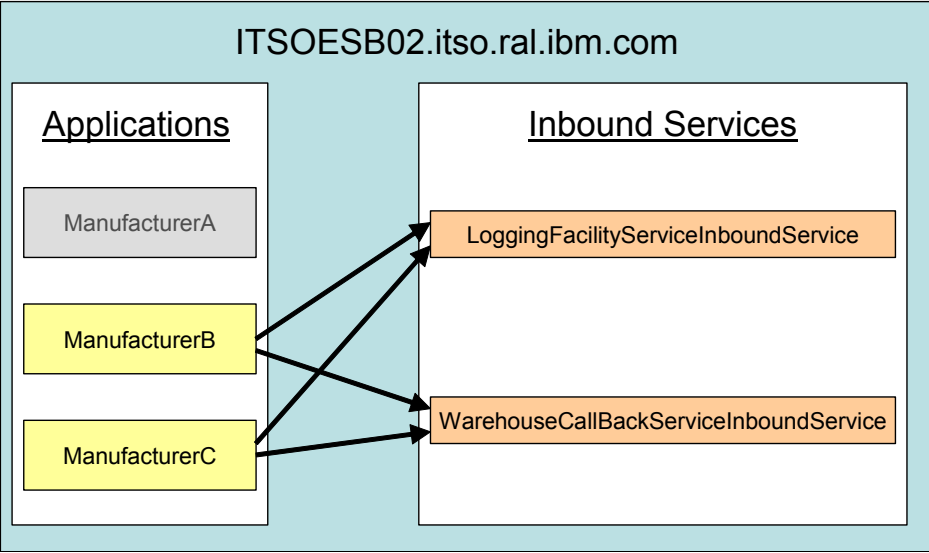 ITSOESB02.itso.ral.ibm.com
Applications
ManufacturerA
ManufacturerB
ManufacturerC
Inbound Services
LoggingFacilityServiceInboundService
WarehouseCallBackServiceInboundService